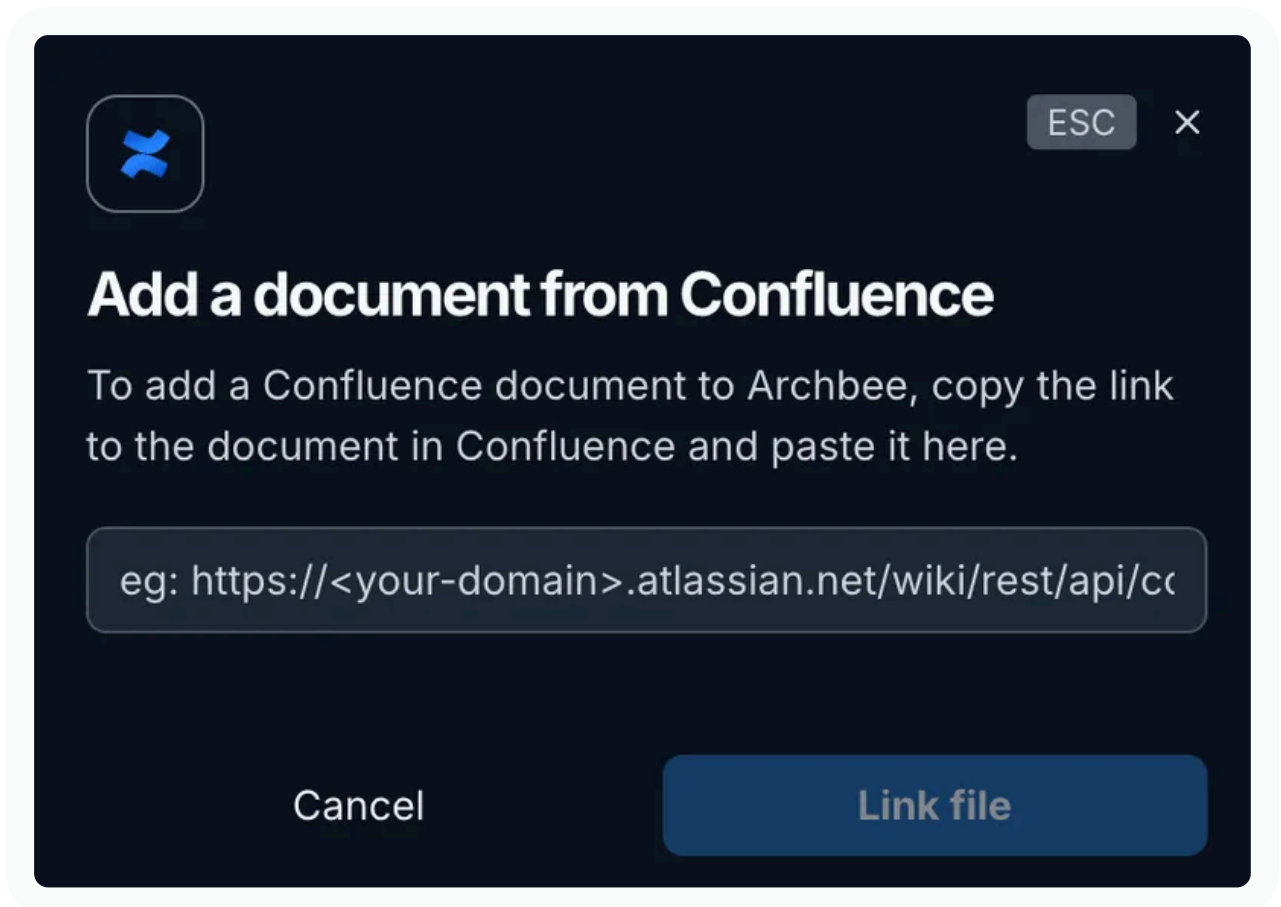 ESC
Add a document from Confluence
To add a Confluence document to Archbee, copy the link
to the document in Confluence and paste it here.
eg: https://<your-domain>.atlassian.net/wiki/rest/api/co
Cancel
Link file